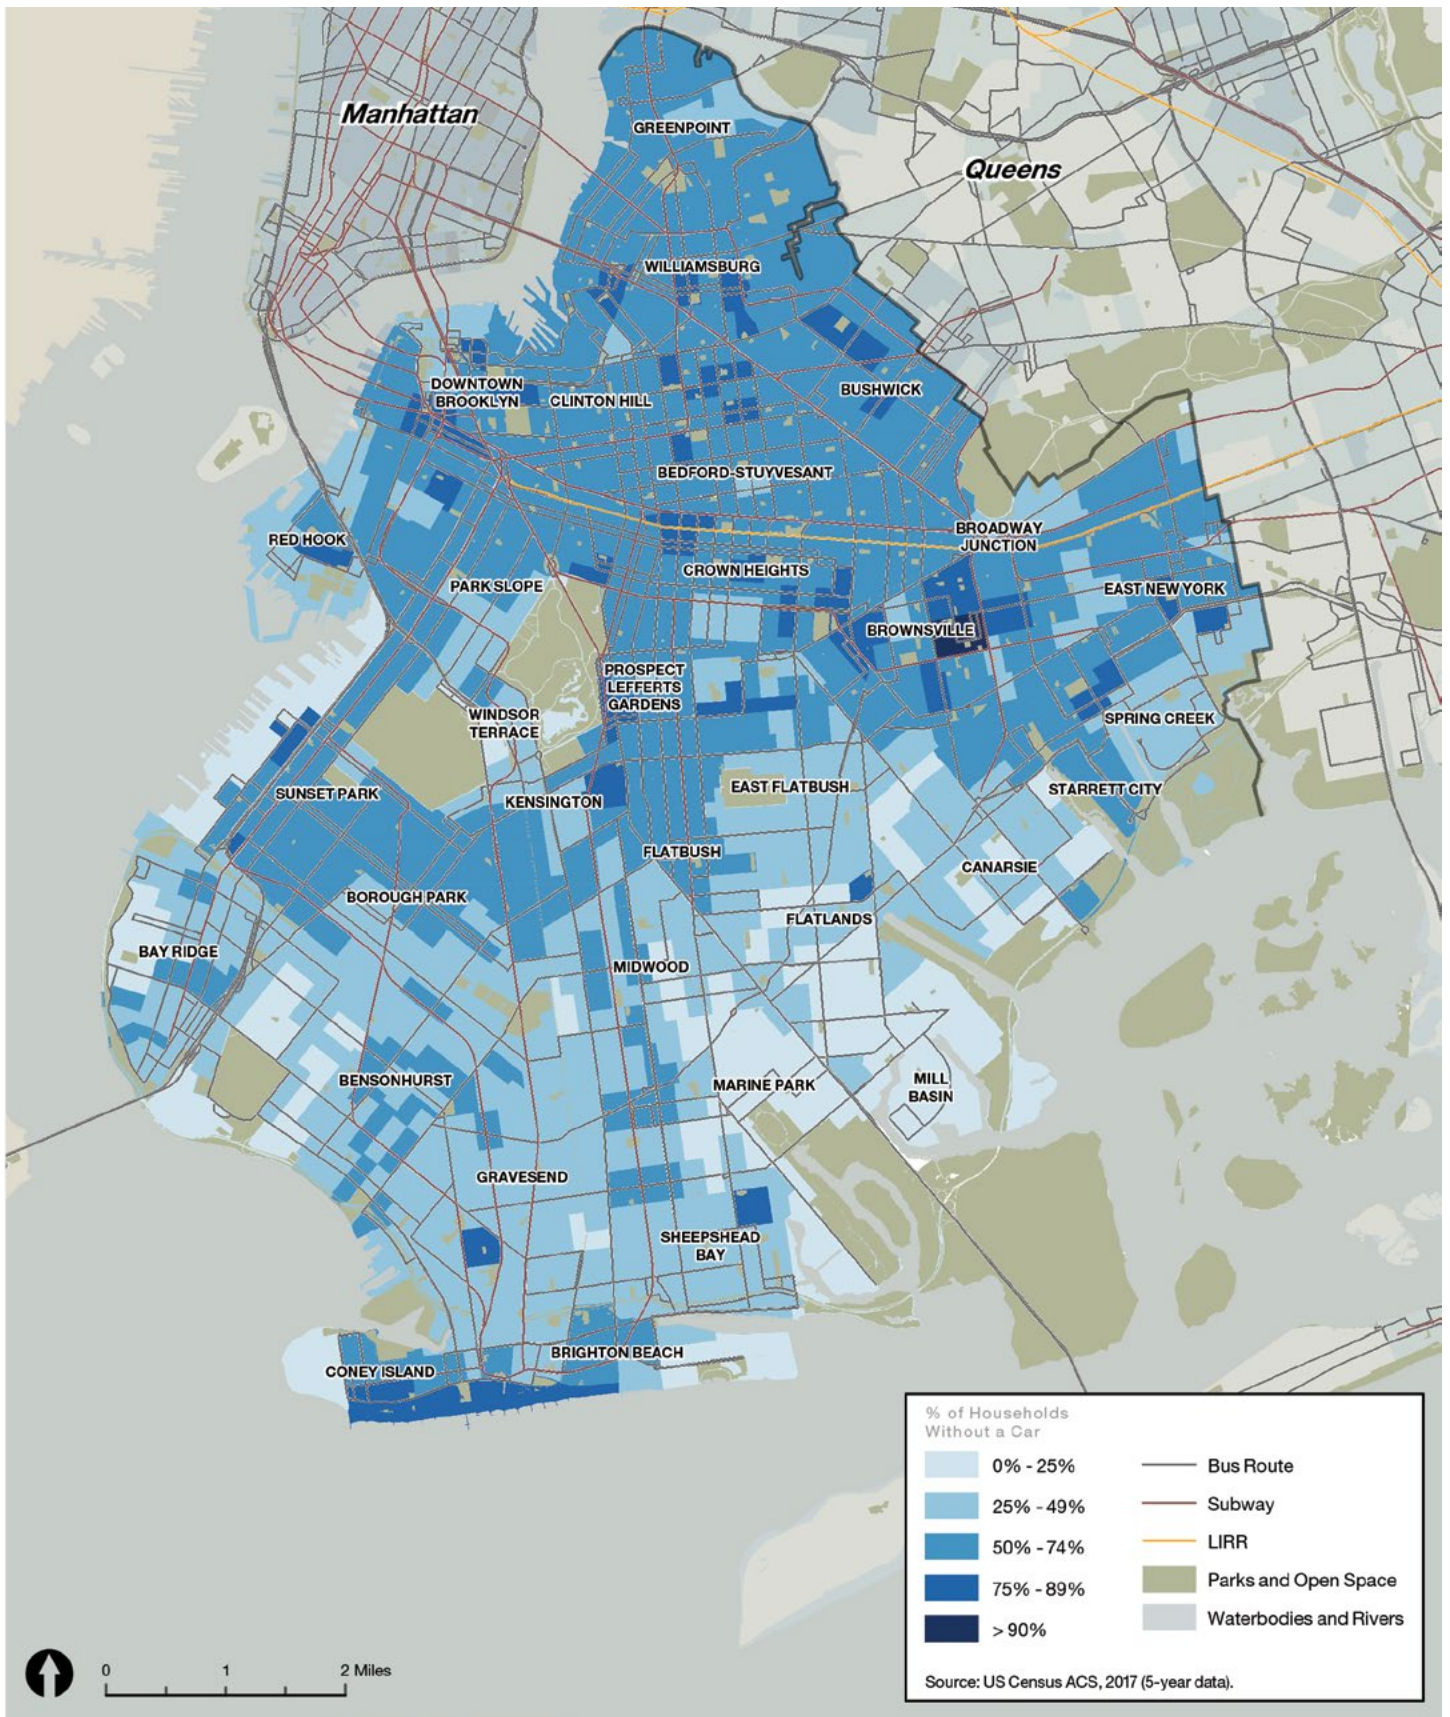 Manhattan
GREENPOINT
Queens
WILLIAMSBURG
DOWNTOWN
BROOKLYN
CLINTON HILL
BUSHWICK
BEDFORD-STUYVESANT
RED HOOK
BROADWAY
JUNCTION
PARK SLOPE
CROWN HEIGHTS
EAST NEW YORK
BROWNSVILLE
PROSPECT
LEFFERTS
GARDENS
WINDSOR
TERRACE
SPRING CREEK
SUNSET PARK
KENSINGTON
EAST FLATBUSH
STARRETT CITY
FLATBUSH
CANARSIE
BOROUGH PARK
FLATLANDS
BAY RIDGE
MIDWOOD
BENSONHURST
MARINE PARK
MILL
BASIN
GRAVESEND
SHEEPSHEAD
BAY
CONEY ISLAND
BRIGHTON BEACH
% of Households
Without a Car
0% - 25%
25% - 49%
50% - 74%
75% - 89%
> 90%
Bus Route
Subway
LIRR
Parks and Open Space
Waterbodies and Rivers
Source: US Census ACS, 2017 (5-year data).
0 1 2 Miles